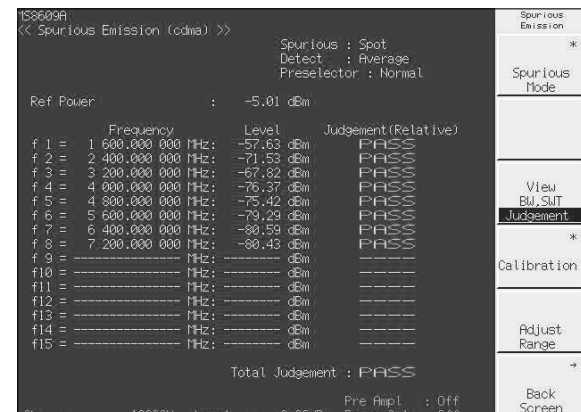 MS8609A
<< Spurious Emission (cdma) >>
Spurious : Spot
Detect : Average
Preselector : Normal
Ref Power : -5.01 dBm
Frequency Level Judgement(Relative)
f 1 = 1 600.000 000 MHz: -57.63 dBm PASS
f 2 = 2 400.000 000 MHz: -71.53 dBm PASS
f 3 = 3 200.000 000 MHz: -67.82 dBm PASS
f 4 = 4 000.000 000 MHz: -76.37 dBm PASS
f 5 = 4 800.000 000 MHz: -75.42 dBm PASS
f 6 = 5 600.000 000 MHz: -79.29 dBm PASS
f 7 = 6 400.000 000 MHz: -80.59 dBm PASS
f 8 = 7 200.000 000 MHz: -80.43 dBm PASS
f 9 = --------------- MHz: ------- dBm -----
f10 = --------------- MHz: ------- dBm -----
f11 = --------------- MHz: ------- dBm -----
f12 = --------------- MHz: ------- dBm -----
f13 = --------------- MHz: ------- dBm -----
f14 = --------------- MHz: ------- dBm -----
f15 = --------------- MHz: ------- dBm -----
Total Judgement : PASS
Pre Ampl : Off
Spurious
Emission
*
Spurious
Mode
View
BW,SWT
Judgement
*
Calibration
Adjust
Range
→
Back
Screen